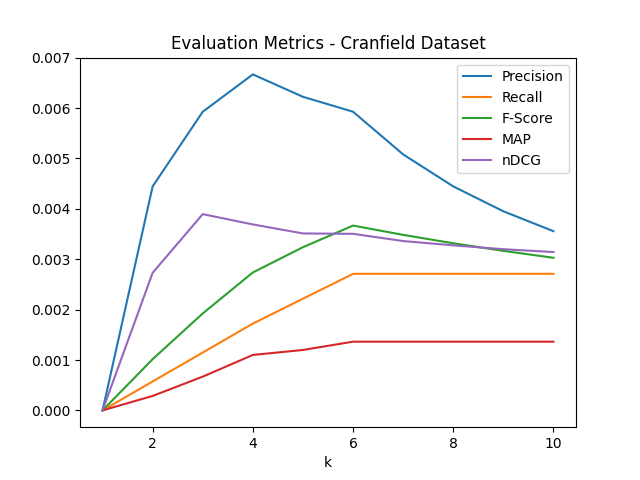 Evaluation Metrics - Cranfield Dataset
0.007
0.006
0.005
0.004
0.003
0.002
0.001
0.000
Precision
Recall
F-Score
MAP
nDCG
2
4
6
8
10
k